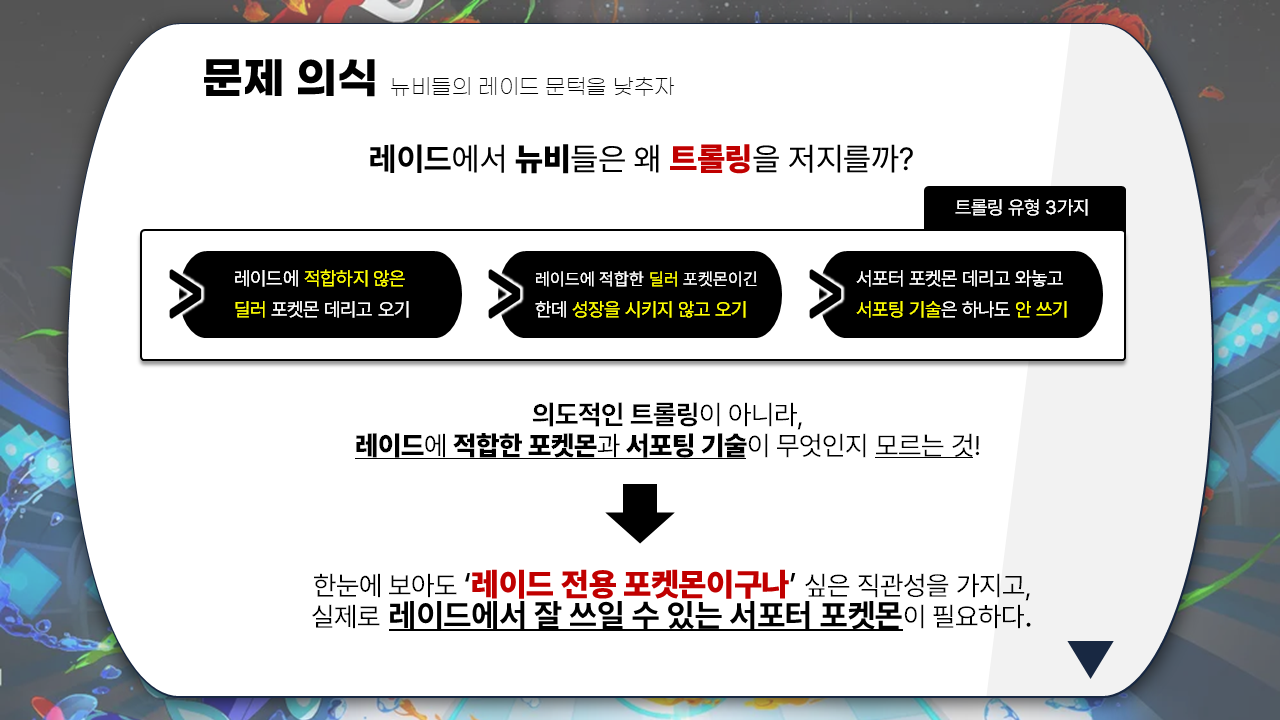 문제 의식 뉴비들의 레이드 문턱을 낮추자
레이드에서 뉴비들은 왜 트롤링을 저지를까?
트롤링 유형 3가지
레이드에 적합하지 않은
딜러 포켓몬 데리고 오기
레이드에 적합한 딜러 포켓몬이긴
한데 성장을 시키지 않고 오기
서포터 포켓몬 데리고 와놓고
서포팅 기술은 하나도 안 쓰기
의도적인 트롤링이 아니라,
레이드에 적합한 포켓몬과 서포팅 기술이 무엇인지 모르는 것!
한눈에 보아도 ‘레이드 전용 포켓몬이구나’ 싶은 직관성을 가지고,
실제로 레이드에서 잘 쓰일 수 있는 서포터 포켓몬이 필요하다.